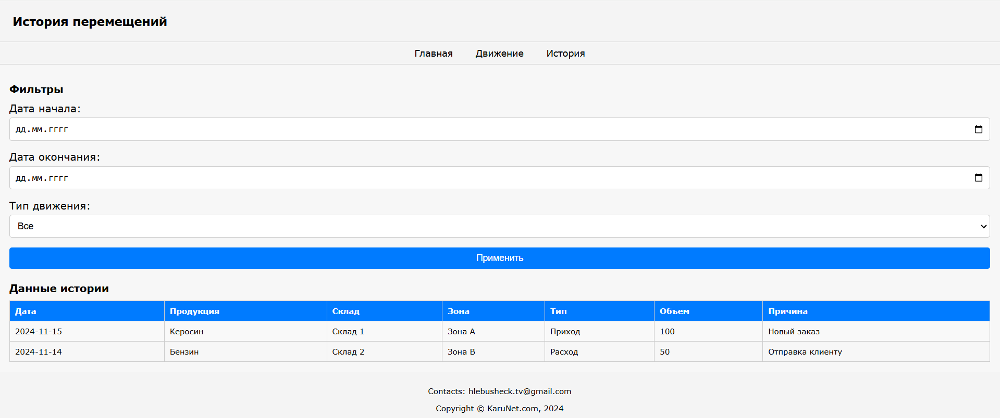 История перемещений
Главная Движение История
Фильтры
Дата начала:
дд.мм.гггг
Дата окончания:
дд.мм.гггг
Тип движения:
Все
Применить
Данные истории
Дата Продукция Склад Зона Тип Объем Причина
2024-11-15 Керосин Склад 1 Зона A Приход 100 Новый заказ
2024-11-14 Бензин Склад 2 Зона B Расход 50 Отправка клиенту
Contacts: hlebusheck.tv@gmail.com
Copyright © KaruNet.com, 2024